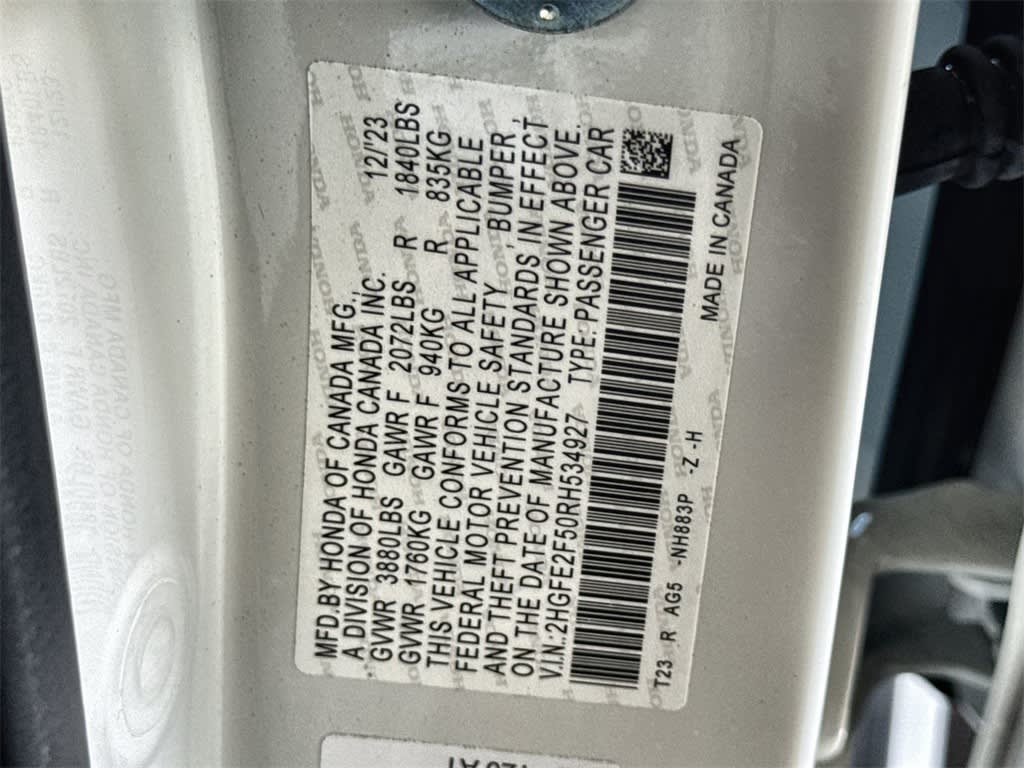 MFD.BY HONDA OF CANADA MFG., 12/'23
A DIVISION OF HONDA CANADA INC.
GVWR 3880LBS GAWR F 2072LBS R 1840LBS
GVWR 1760KG GAWR F 940KG R 835KG
THIS VEHICLE CONFORMS TO ALL APPLICABLE
FEDERAL MOTOR VEHICLE SAFETY, BUMPER,
AND THEFT PREVENTION STANDARDS IN EFFECT
ON THE DATE OF MANUFACTURE SHOWN ABOVE.
V.I.N.:2HGFE2F50RH534927 TYPE:PASSENGER CAR
T23 R AG5 -NH883P -Z -H
MADE IN CANADA